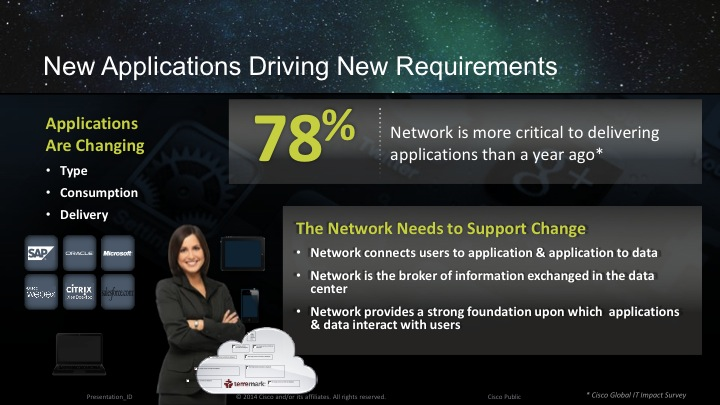 New Applications Driving New Requirements
Applications
Are Changing
• Type
• Consumption
• Delivery
78%
Network is more critical to delivering
applications than a year ago*
The Network Needs to Support Change
• Network connects users to application & application to data
• Network is the broker of information exchanged in the data
center
• Network provides a strong foundation upon which applications
& data interact with users
SAP
ORACLE
Microsoft
webex
CITRIX
XenDesktop
salesforce.com
terremark
Presentation_ID
© 2014 Cisco and/or its affiliates. All rights reserved.
Cisco Public
* Cisco Global IT Impact Survey